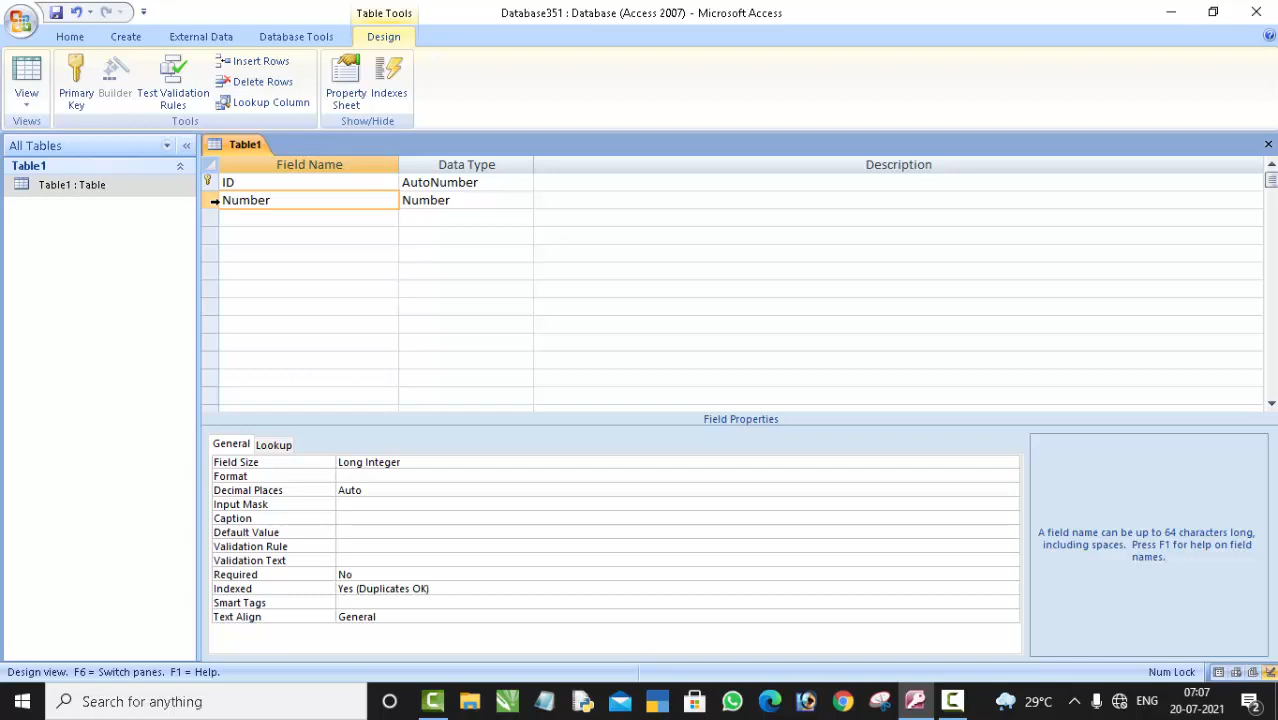 Table Tools
Database351 : Database (Access 2007) - Microsoft Access
Home
Create
External Data
Database Tools
Design
View
Primary
Key
Builder
Test Validation
Rules
Insert Rows
Delete Rows
Lookup Column
Property
Sheet
Indexes
Views
Tools
Show/Hide
All Tables
Table1
Table1 : Table
Table1
Field Name
Data Type
Description
ID
AutoNumber
Number
Number
Field Properties
General
Lookup
Field Size
Long Integer
Format
Decimal Places
Auto
Input Mask
Caption
Default Value
Validation Rule
Validation Text
Required
No
Indexed
Yes (Duplicates OK)
Smart Tags
Text Align
General
A field name can be up to 64 characters long,
including spaces. Press F1 for help on field
names.
Design view. F6 = Switch panes. F1 = Help.
Num Lock
Search for anything
29°C
ENG
07:07
20-07-2021
2